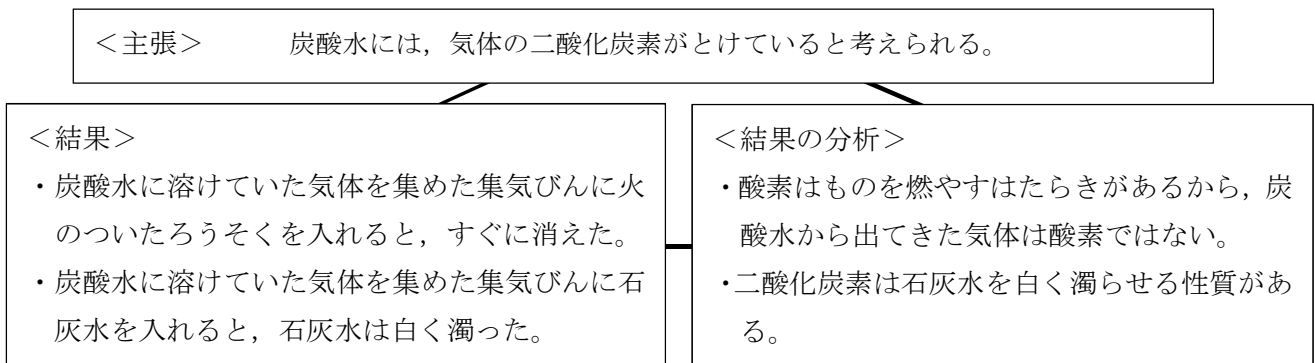 ＜主張＞　　炭酸水には，気体の二酸化炭素がとけていると考えられる。
＜結果＞
・炭酸水に溶けていた気体を集めた集気びんに火
のついたろうそくを入れると，すぐに消えた。
・炭酸水に溶けていた気体を集めた集気びんに石
灰水を入れると，石灰水は白く濁った。
＜結果の分析＞
・酸素はものを燃やすはたらきがあるから，炭
酸水から出てきた気体は酸素ではない。
・二酸化炭素は石灰水を白く濁らせる性質があ
る。